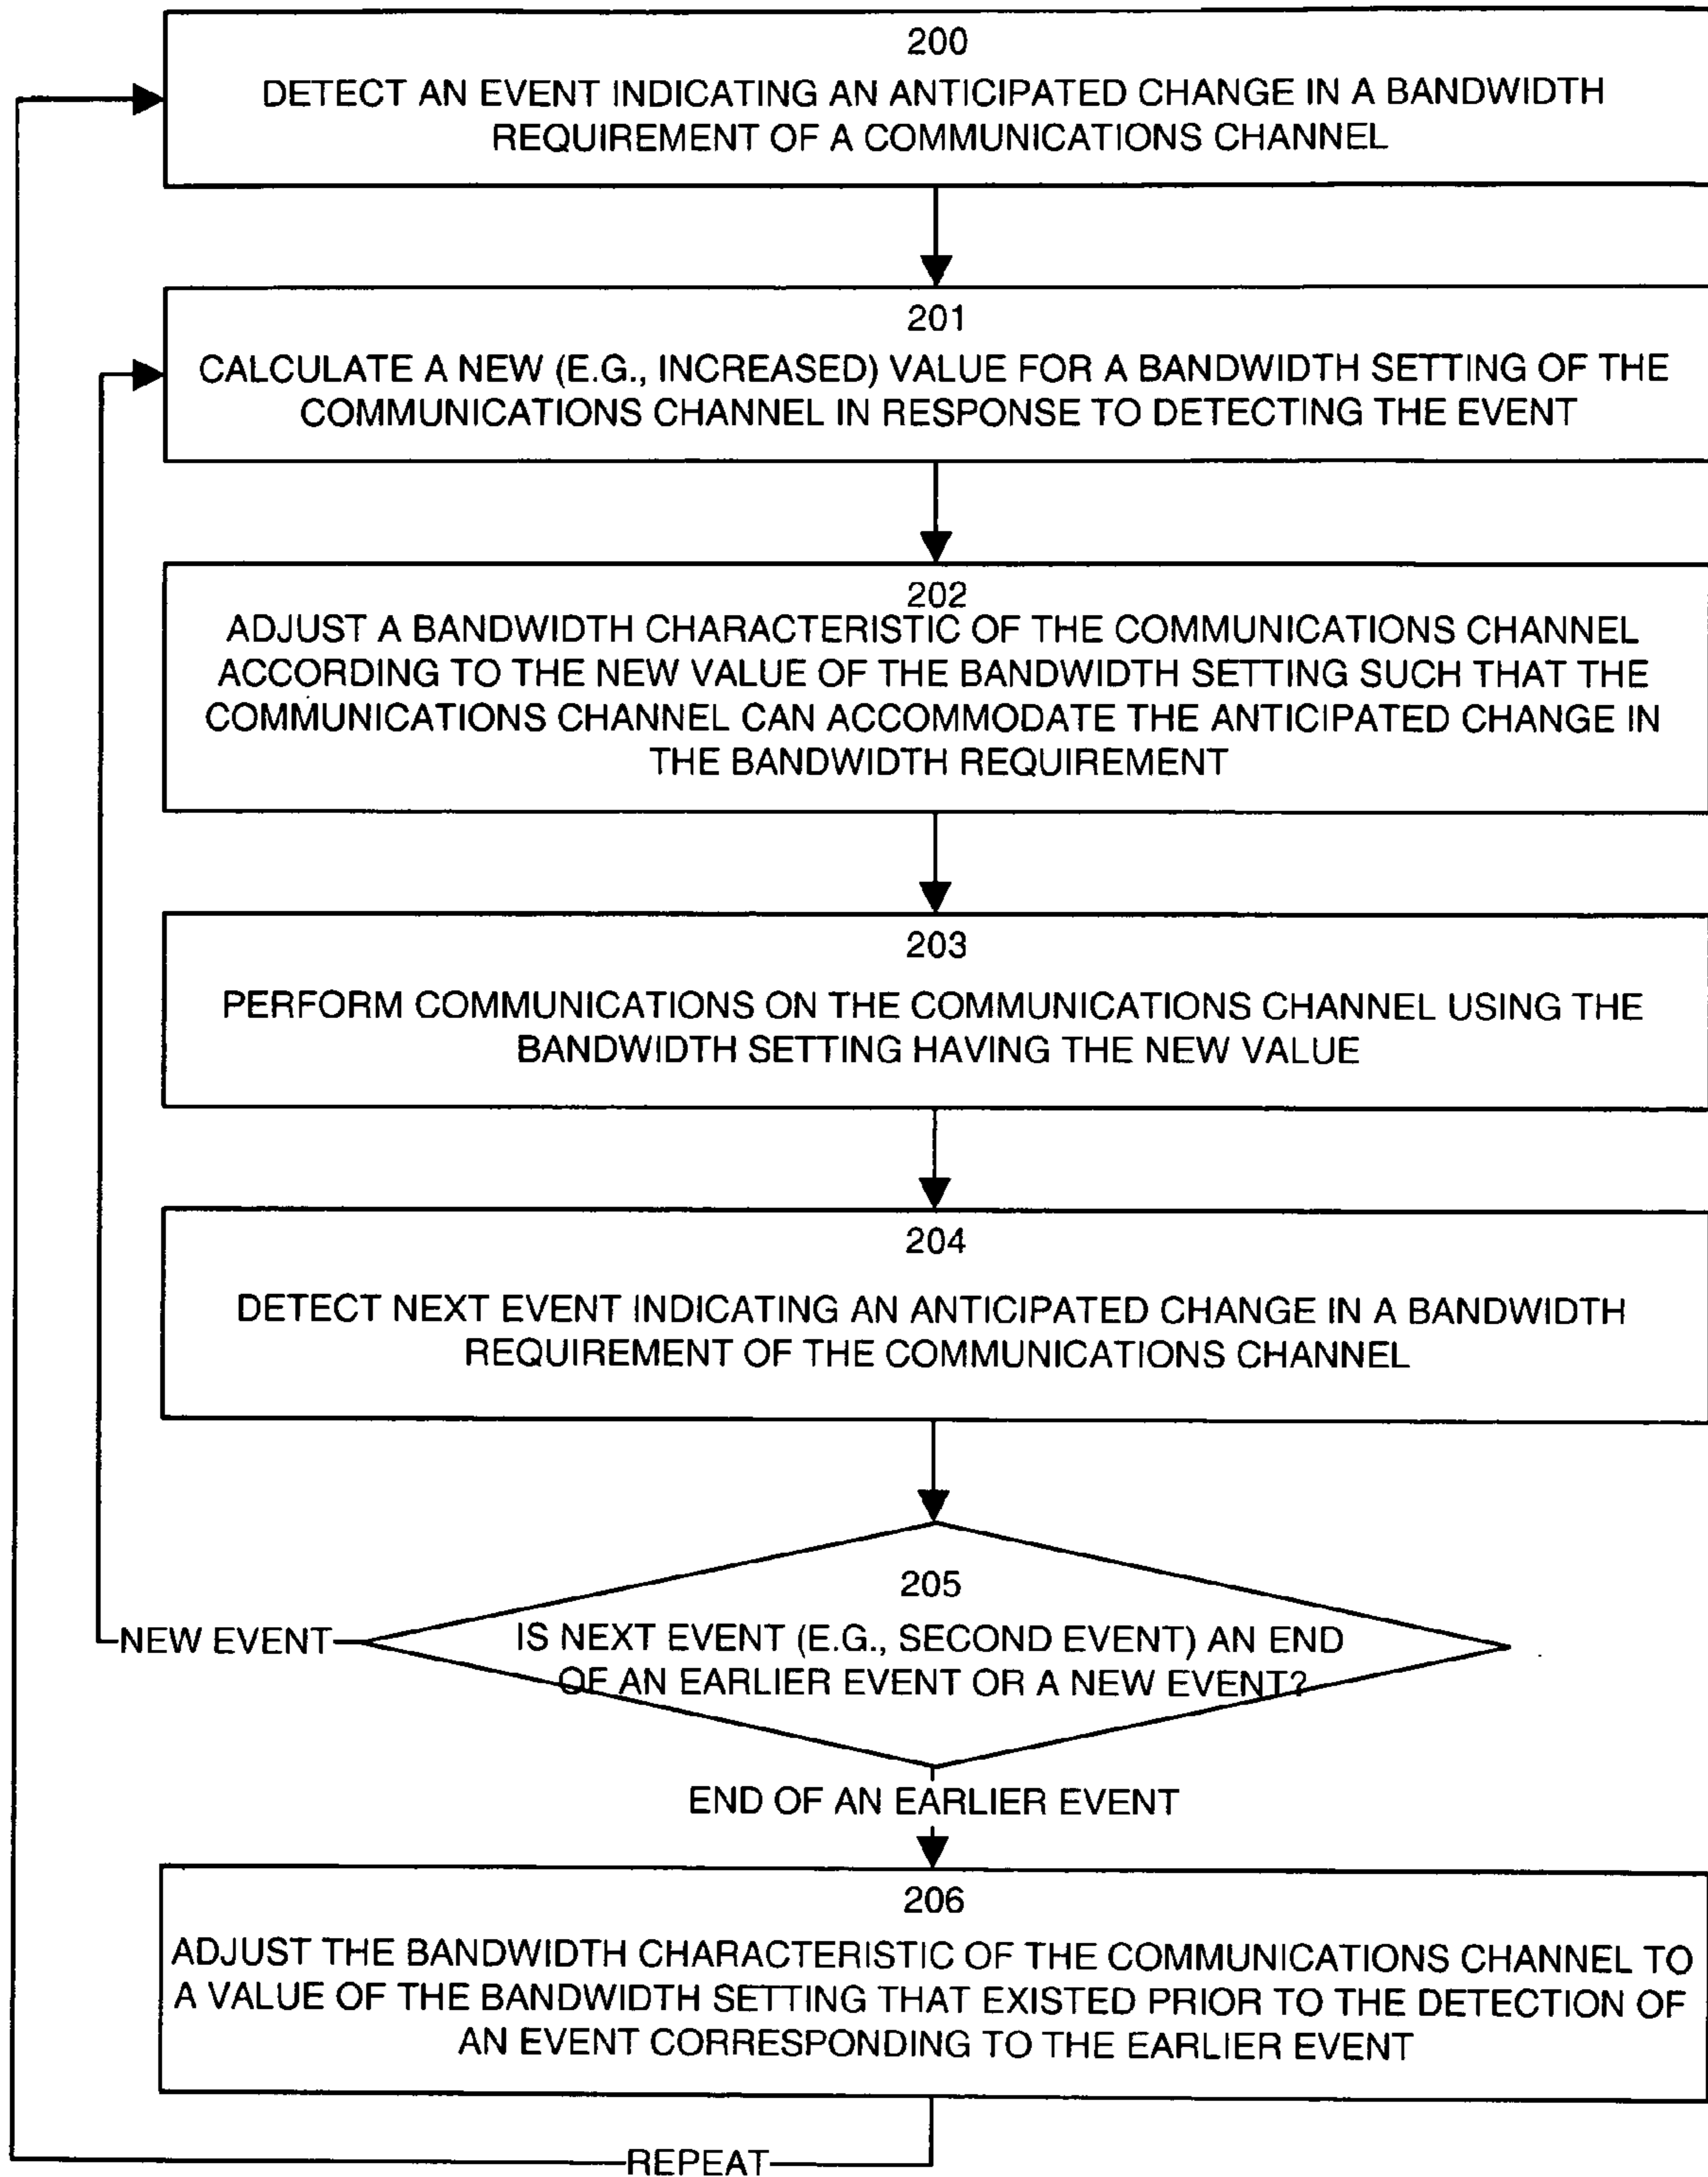 200
DETECT AN EVENT INDICATING AN ANTICIPATED CHANGE IN A BANDWIDTH
REQUIREMENT OF A COMMUNICATIONS CHANNEL
201
CALCULATE A NEW (E.G., INCREASED) VALUE FOR A BANDWIDTH SETTING OF THE
COMMUNICATIONS CHANNEL IN RESPONSE TO DETECTING THE EVENT
202
ADJUST A BANDWIDTH CHARACTERISTIC OF THE COMMUNICATIONS CHANNEL
ACCORDING TO THE NEW VALUE OF THE BANDWIDTH SETTING SUCH THAT THE
COMMUNICATIONS CHANNEL CAN ACCOMMODATE THE ANTICIPATED CHANGE IN
THE BANDWIDTH REQUIREMENT
203
PERFORM COMMUNICATIONS ON THE COMMUNICATIONS CHANNEL USING THE
BANDWIDTH SETTING HAVING THE NEW VALUE
204
DETECT NEXT EVENT INDICATING AN ANTICIPATED CHANGE IN A BANDWIDTH
REQUIREMENT OF THE COMMUNICATIONS CHANNEL
205
IS NEXT EVENT (E.G., SECOND EVENT) AN END
OF AN EARLIER EVENT OR A NEW EVENT?
NEW EVENT
END OF AN EARLIER EVENT
206
ADJUST THE BANDWIDTH CHARACTERISTIC OF THE COMMUNICATIONS CHANNEL TO
A VALUE OF THE BANDWIDTH SETTING THAT EXISTED PRIOR TO THE DETECTION OF
AN EVENT CORRESPONDING TO THE EARLIER EVENT
REPEAT